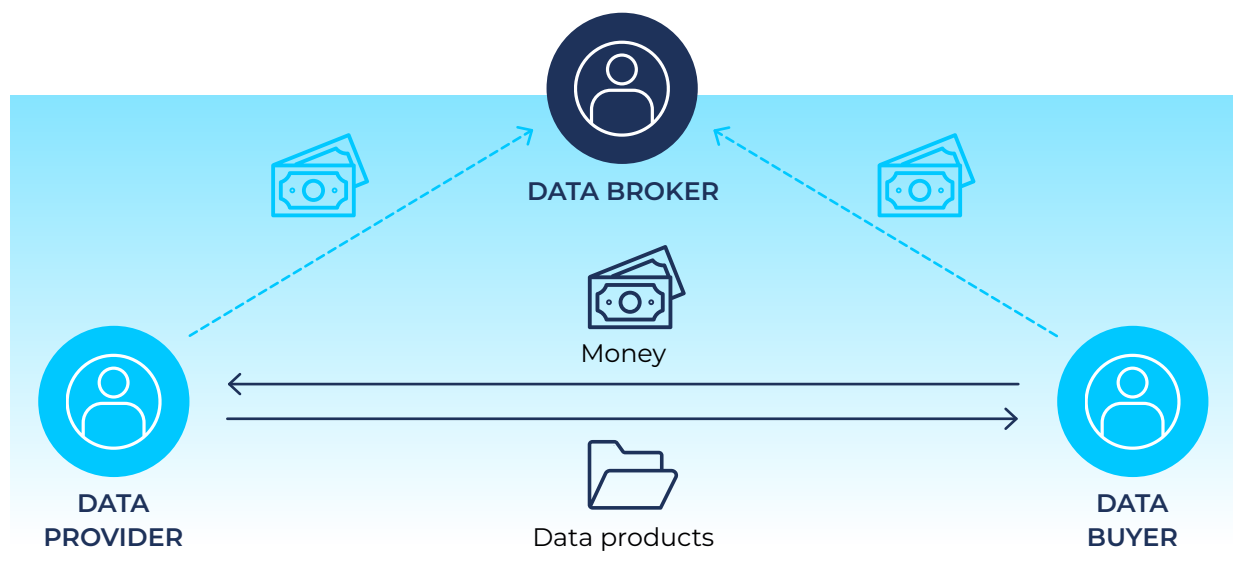 DATA BROKER
Money
Data products
DATA
PROVIDER
DATA
BUYER